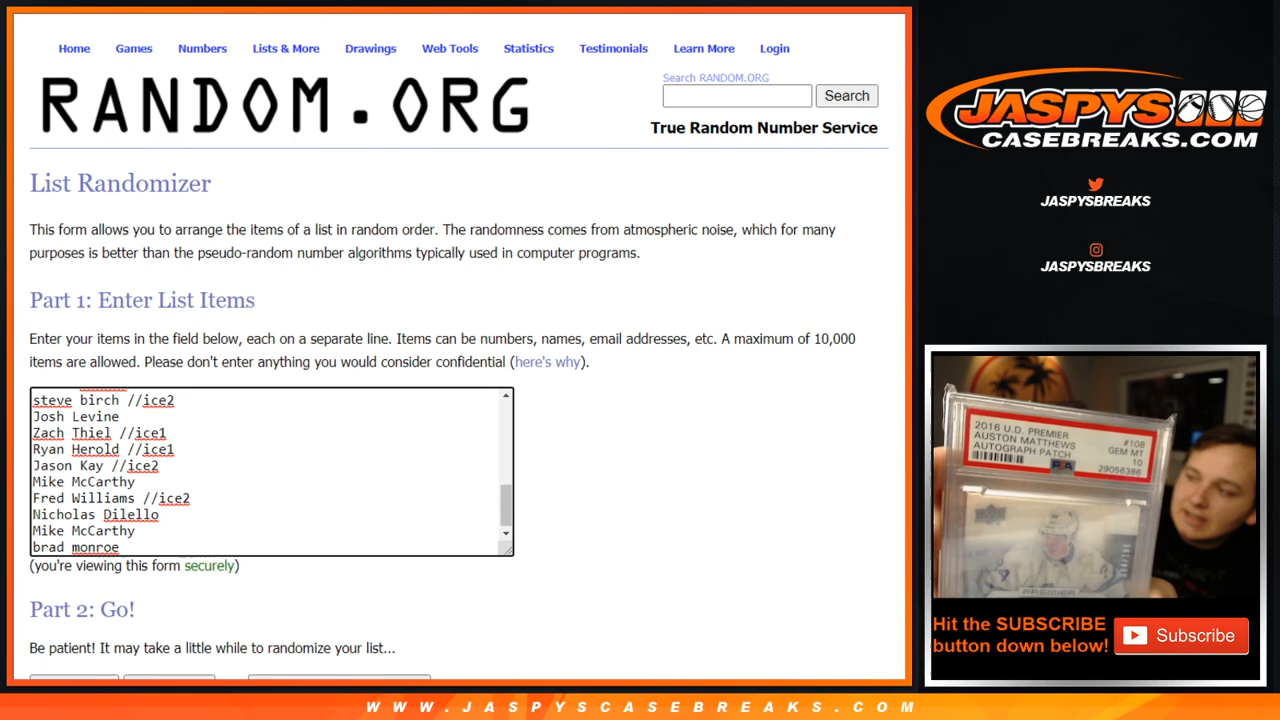 Home Games Numbers Lists & More Drawings Web Tools Statistics Testimonials Learn More Login
RANDOM.ORG
Search RANDOM.ORG
Search
True Random Number Service
List Randomizer
This form allows you to arrange the items of a list in random order. The randomness comes from atmospheric noise, which for many
purposes is better than the pseudo-random number algorithms typically used in computer programs.
Part 1: Enter List Items
Enter your items in the field below, each on a separate line. Items can be numbers, names, email addresses, etc. A maximum of 10,000
items are allowed. Please don't enter anything you would consider confidential (here's why).
steve birch //ice2
Josh Levine
Zach Thiel //ice1
Ryan Herold //ice1
Jason Kay //ice2
Mike McCarthy
Fred Williams //ice2
Nicholas Dilello
Mike McCarthy
brad monroe
(you're viewing this form securely)
Part 2: Go!
Be patient! It may take a little while to randomize your list...
JASPYS
CASEBREAKS.COM
JASPYSBREAKS
JASPYSBREAKS
2016 U.D. PREMIER #108
AUSTON MATTHEWS GEM MT
AUTOGRAPH PATCH 10
PSA 29056386
PREMIER
Hit the SUBSCRIBE
button down below!
Subscribe
WWW.JASPYSCASEBREAKS.COM